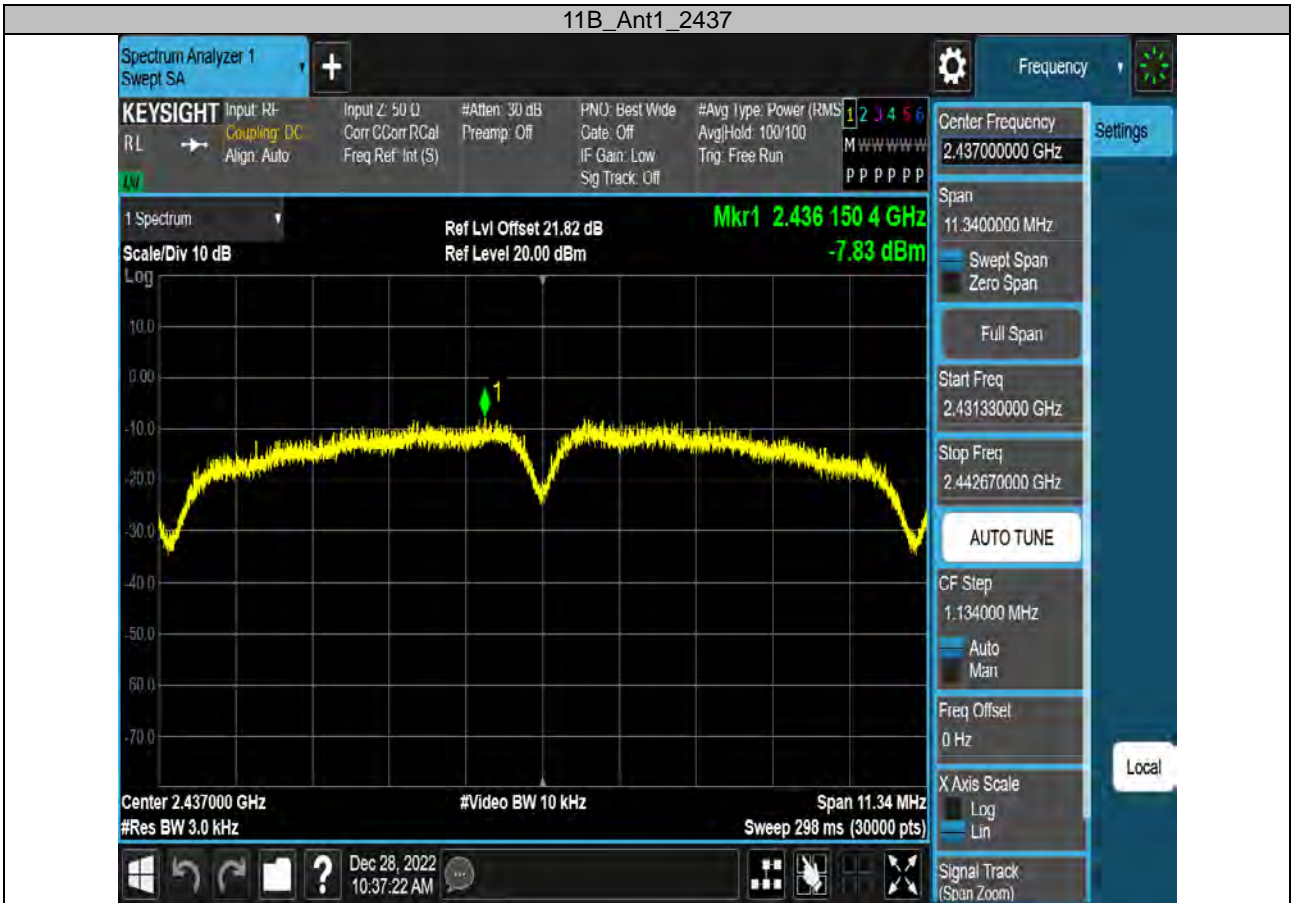 11B_Ant1_2437
Spectrum Analyzer 1
Swept SA
Frequency
KEYSIGHT
RL
Input: RF
Coupling: DC
Align: Auto
Input Z: 50 Ω
Corr CCorr RCal
Freq Ref: Int (S)
#Atten: 30 dB
Preamp: Off
PNO: Best Wide
Gate: Off
IF Gain: Low
Sig Track: Off
#Avg Type: Power (RMS
Avg|Hold: 100/100
Trig: Free Run
1 2 3 4 5 6
M W W W W W
P P P P P P
1 Spectrum
Scale/Div 10 dB
Ref Lvl Offset 21.82 dB
Ref Level 20.00 dBm
Mkr1 2.436 150 4 GHz
-7.83 dBm
Log
10.0
0.00
-10.0
-20.0
-30.0
-40.0
-50.0
-60.0
-70.0
1
Center 2.437000 GHz
#Video BW 10 kHz
Span 11.34 MHz
#Res BW 3.0 kHz
Sweep 298 ms (30000 pts)
Dec 28, 2022
10:37:22 AM
Center Frequency
2.437000000 GHz
Settings
Span
11.3400000 MHz
Swept Span
Zero Span
Full Span
Start Freq
2.431330000 GHz
Stop Freq
2.442670000 GHz
AUTO TUNE
CF Step
1.134000 MHz
Auto
Man
Freq Offset
0 Hz
X Axis Scale
Log
Lin
Local
Signal Track
(Span Zoom)